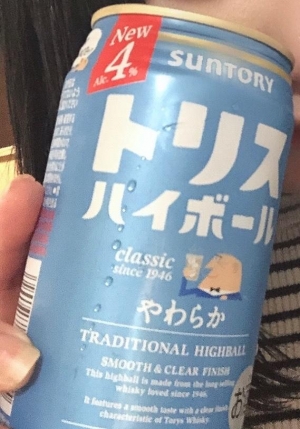 New
Alc. 4%
SUNTORY
トリス
ハイボール
classic
since 1946
やわらか
TRADITIONAL HIGHBALL
SMOOTH & CLEAR FINISH
This highball is made from the long selling
whisky loved since 1946.
It features a smooth taste with a clear finish
characteristic of Torys Whisky.
お